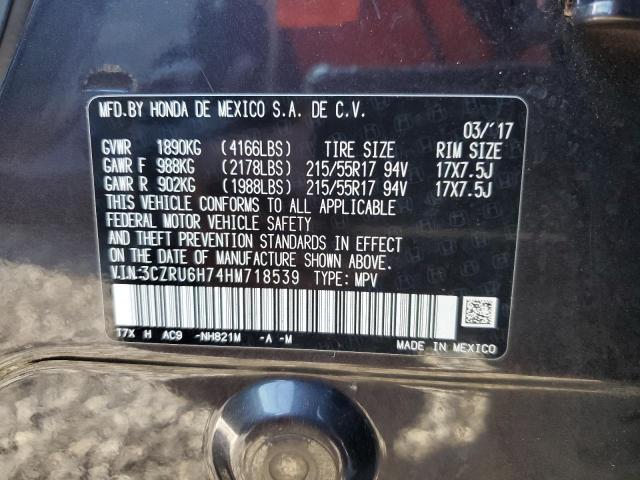 MFD.BY HONDA DE MEXICO S.A. DE C.V.
03/'17
GVWR 1890KG (4166LBS) TIRE SIZE RIM SIZE
GAWR F 988KG (2178LBS) 215/55R17 94V 17X7.5J
GAWR R 902KG (1988LBS) 215/55R17 94V 17X7.5J
THIS VEHICLE CONFORMS TO ALL APPLICABLE
FEDERAL MOTOR VEHICLE SAFETY
AND THEFT PREVENTION STANDARDS IN EFFECT
ON THE DATE OF MANUFACTURE SHOWN ABOVE.
V.I.N:3CZRU6H74HM718539 TYPE: MPV
T7X H AC9 -NH821M -A -M
MADE IN MEXICO